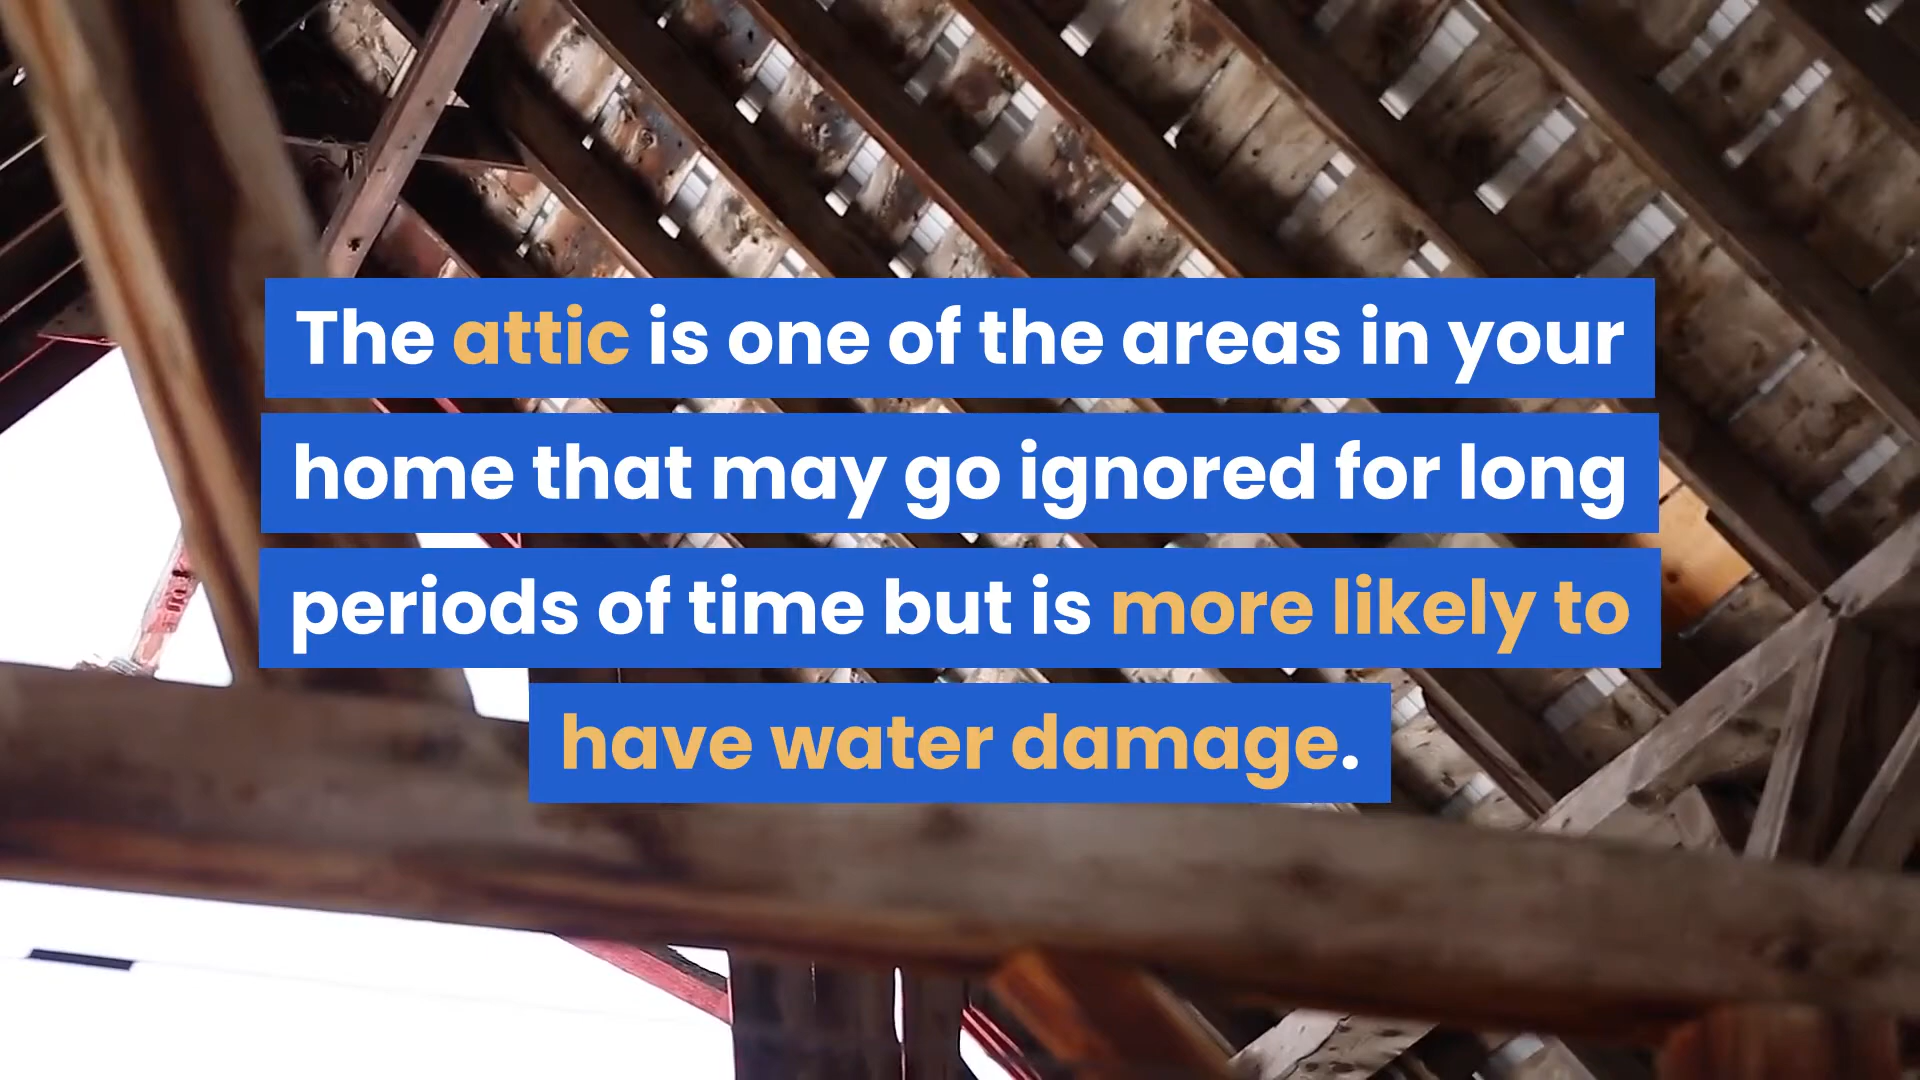 The attic is one of the areas in your
home that may go ignored for long
periods of time but is more likely to
have water damage.